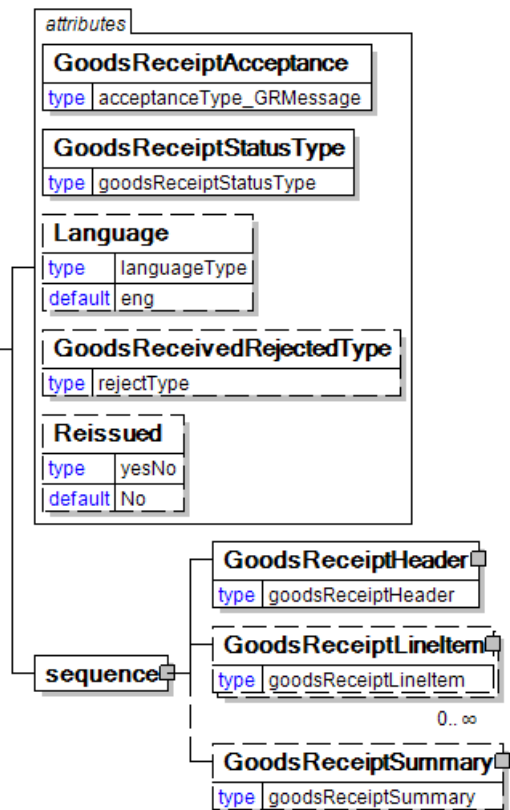 attributes
GoodsReceiptAcceptance
type acceptanceType_GRMessage
GoodsReceiptStatusType
type goodsReceiptStatusType
Language
type languageType
default eng
GoodsReceivedRejectedType
type rejectType
Reissued
type yesNo
default No
sequence
GoodsReceiptHeader
type goodsReceiptHeader
GoodsReceiptLineItem
type goodsReceiptLineItem
0.. ∞
GoodsReceiptSummary
type goodsReceiptSummary